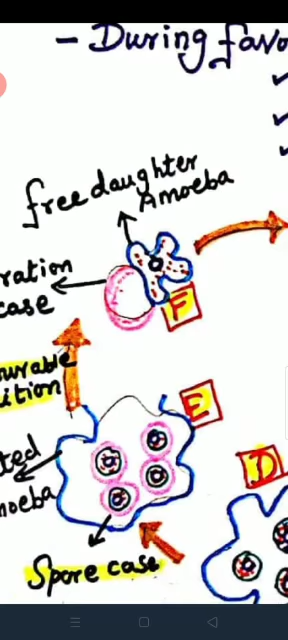 - During favo
free daughter
Amoeba
ration
case
F
urable
ition
E
ted
moeba
D
Spore case